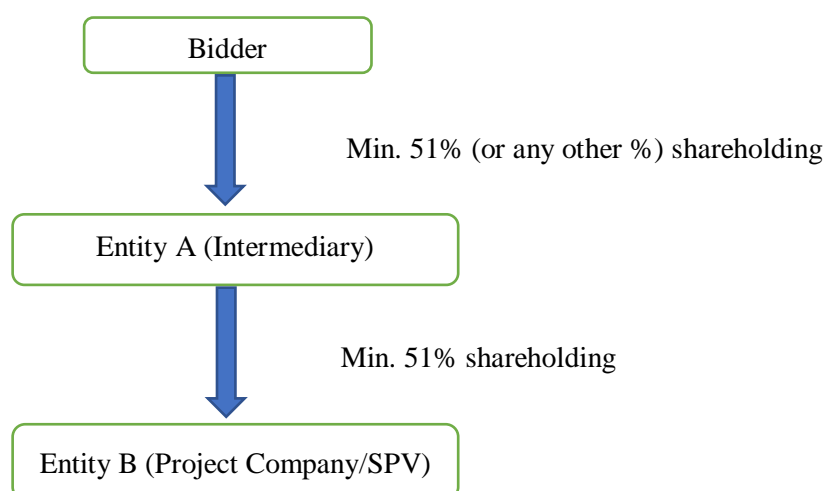 Bidder
Min. 51% (or any other %) shareholding
Entity A (Intermediary)
Min. 51% shareholding
Entity B (Project Company/SPV)